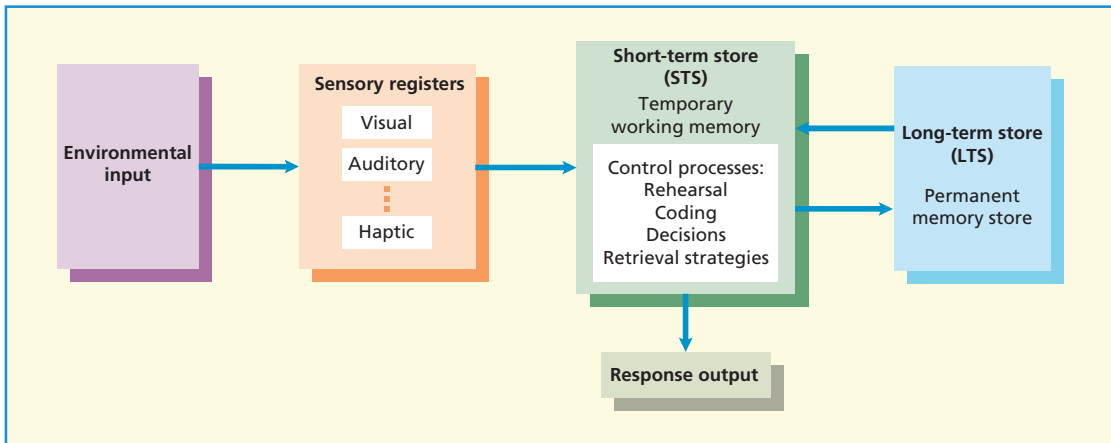 Environmental
input
Sensory registers
Visual
Auditory
Haptic
Short-term store
(STS)
Temporary
working memory
Control processes:
Rehearsal
Coding
Decisions
Retrieval strategies
Long-term store
(LTS)
Permanent
memory store
Response output